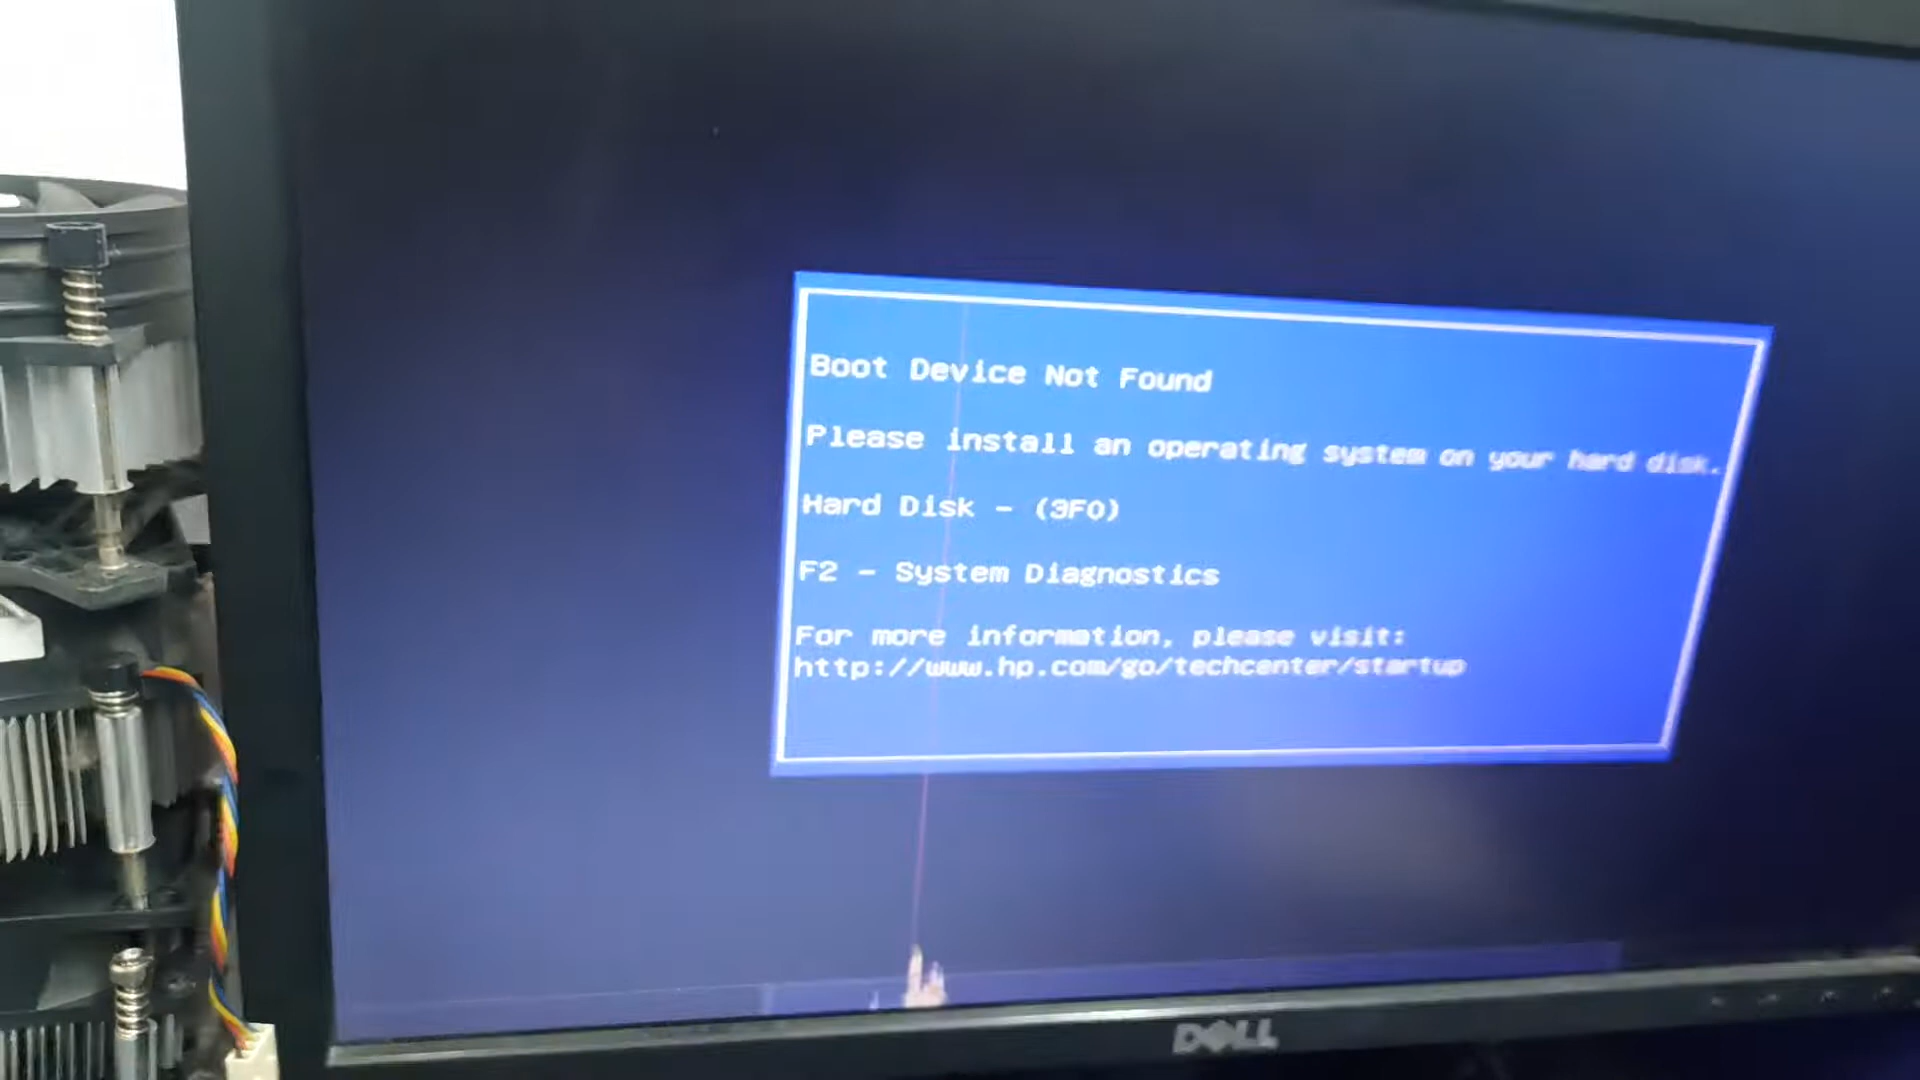 Boot Device Not Found
Please install an operating system on your hard disk.
Hard Disk - (3F0)
F2 - System Diagnostics
For more information, please visit:
http://www.hp.com/go/techcenter/startup
DELL